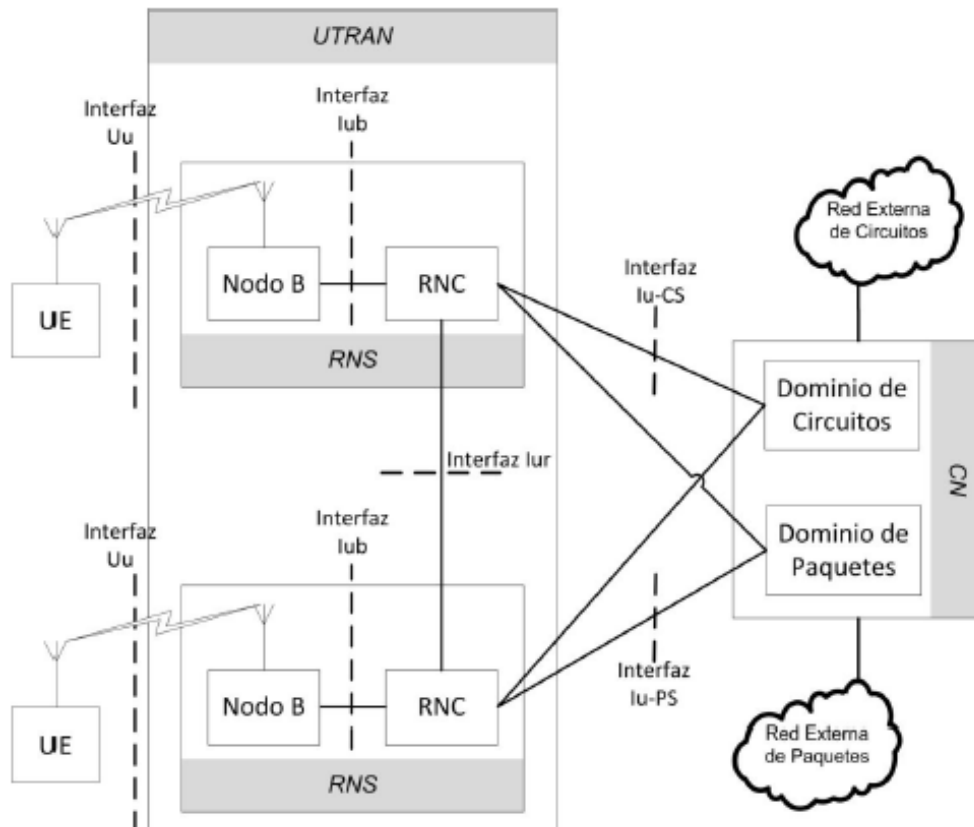 UTRAN
Interfaz
Uu
Interfaz
Iub
UE
Nodo B
RNC
RNS
Interfaz
Iu-CS
Red Externa
de Circuitos
Dominio de
Circuitos
CN
Interfaz Iur
Interfaz
Uu
Interfaz
Iub
Dominio de
Paquetes
UE
Nodo B
RNC
RNS
Interfaz
Iu-PS
Red Externa
de Paquetes